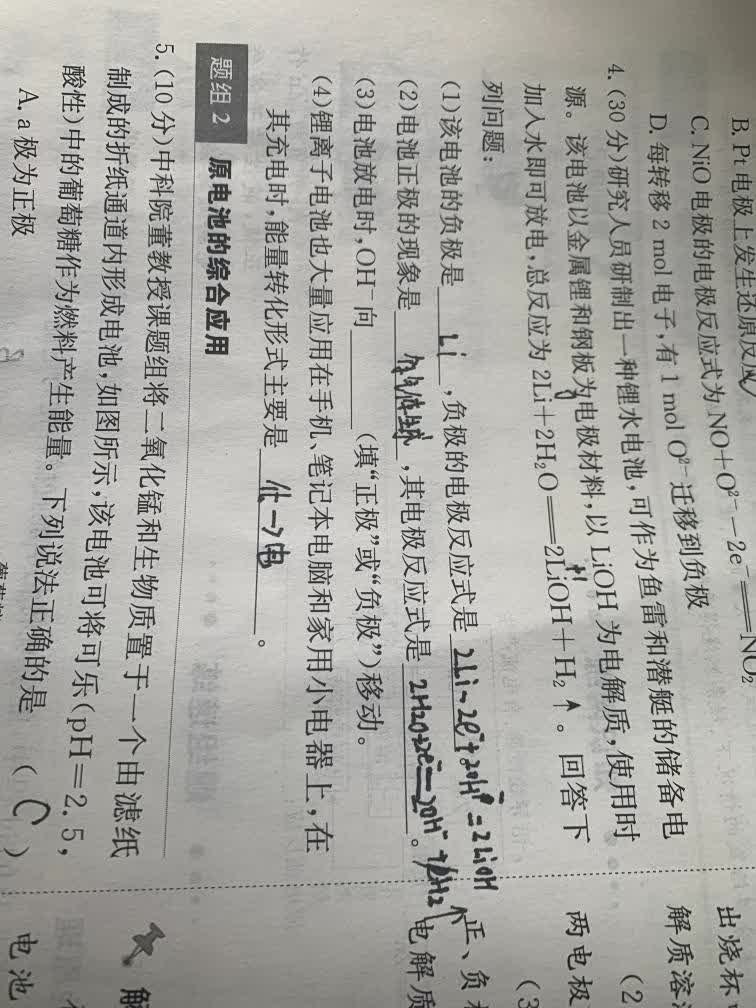 B. Pt 电极上发生还原反应
C. NiO 电极的电极反应式为 NO+O²⁻-2e⁻══NO₂
D. 每转移 2 mol 电子,有 1 mol O²⁻迁移到负极
4. (30 分)研究人员研制出一种锂水电池,可作为鱼雷和潜艇的储备电
源。该电池以金属锂和钢板为电极材料,以 LiOH 为电解质,使用时
加入水即可放电,总反应为 2Li+2H₂O══2LiOH+H₂↑。回答下
列问题:
(1)该电池的负极是 Li ,负极的电极反应式是 2Li-2e⁻+2OH⁻=2LiOH
(2)电池正极的现象是 有气体生成 ,其电极反应式是 2H₂O+2e⁻=2OH⁻+H₂↑。
(3)电池放电时,OH⁻向 (填“正极”或“负极”)移动。
(4)锂离子电池也大量应用在手机、笔记本电脑和家用小电器上,在
其充电时,能量转化形式主要是 化→电 。
题组 2 原电池的综合应用
5. (10 分)中科院董教授课题组将二氧化锰和生物质置于一个由滤纸
制成的折纸通道内形成电池,如图所示,该电池可将可乐(pH=2.5,
酸性)中的葡萄糖作为燃料产生能量。下列说法正确的是 ( C )
A. a 极为正极
出烧杯
解质溶
(2
两电极
(3
正、负
电解质
解
电池